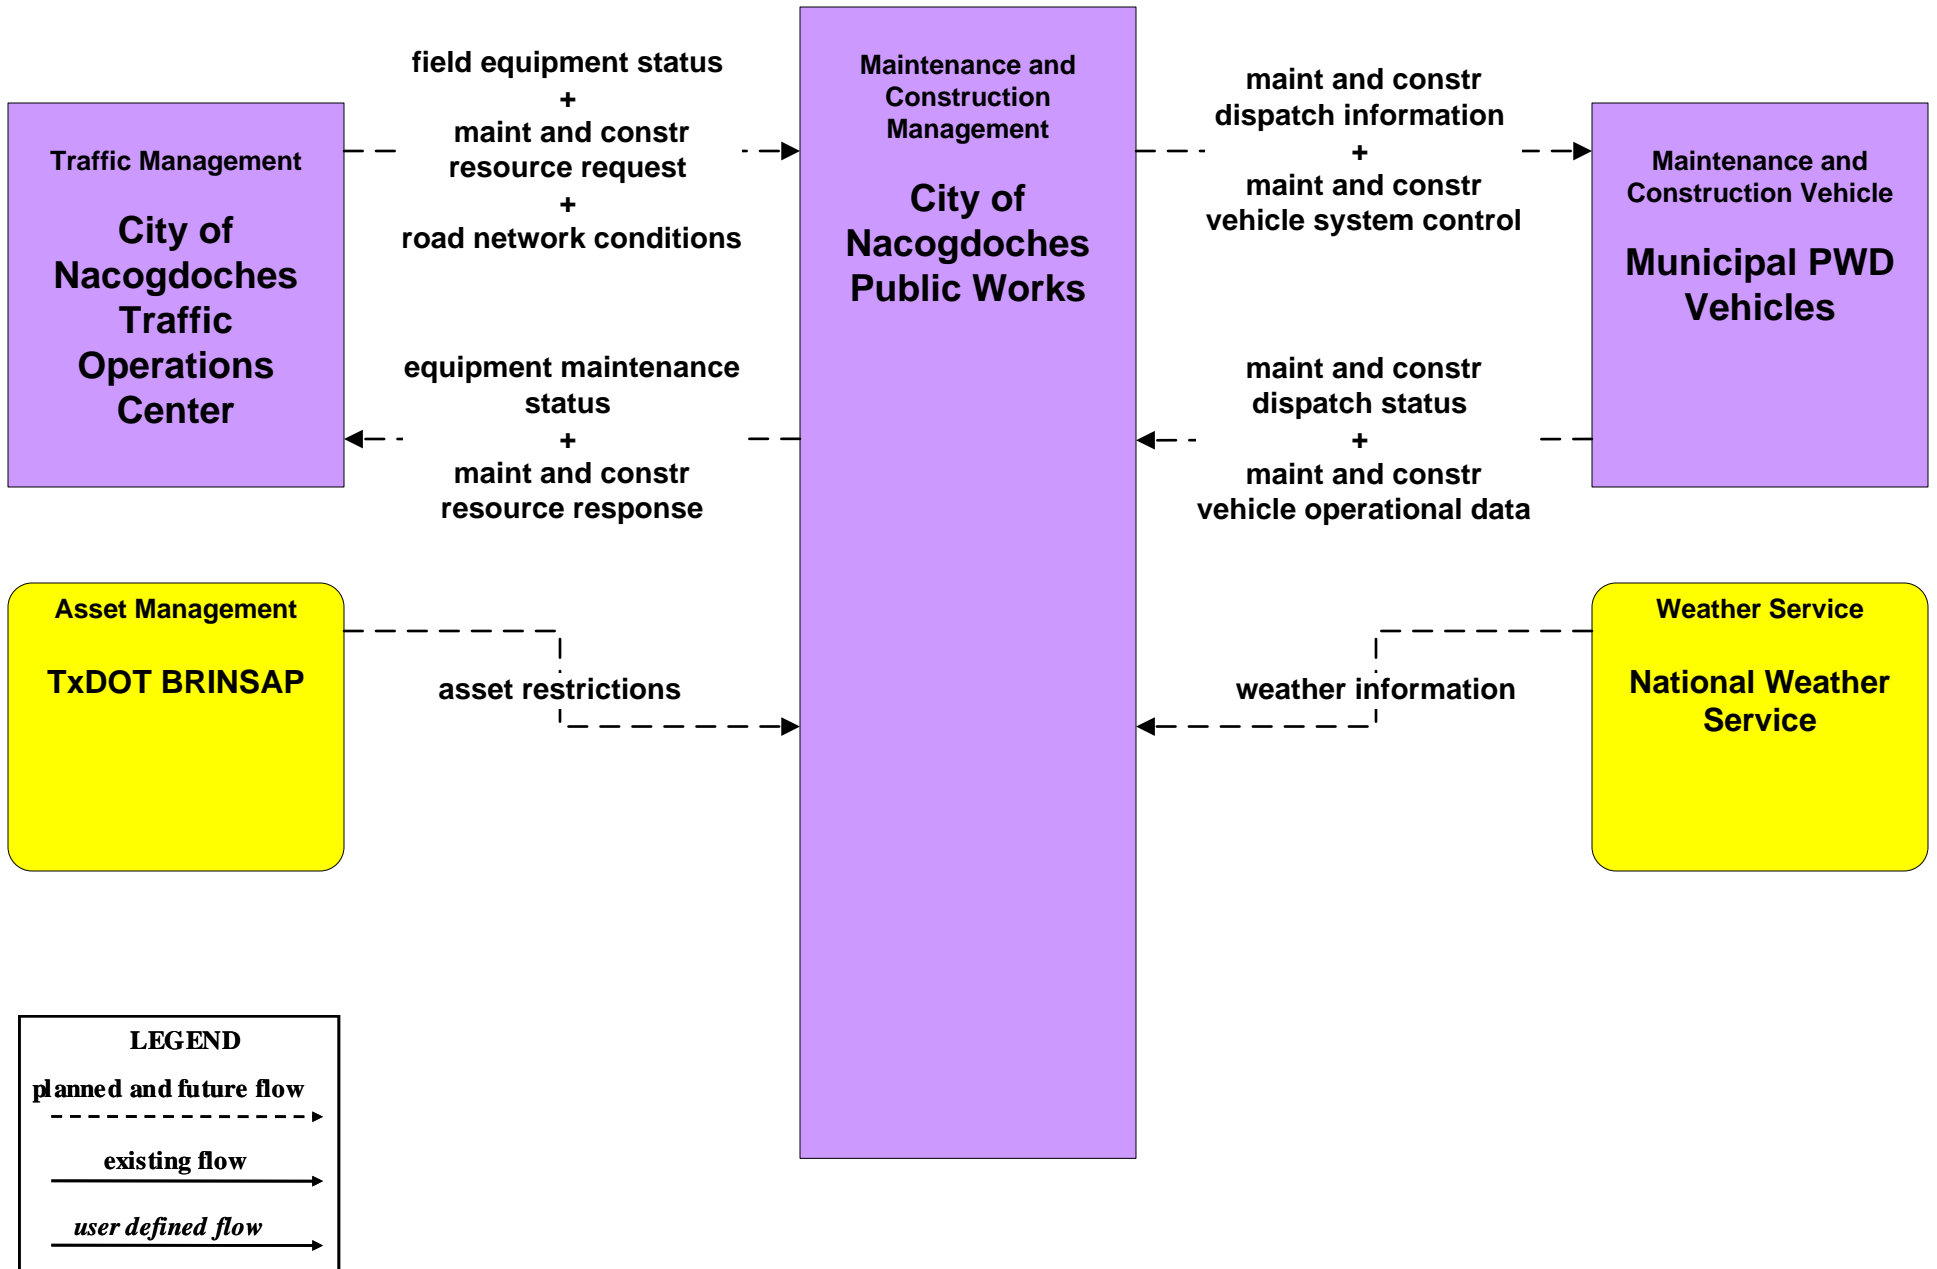 Traffic Management
City of
Nacogdoches
Traffic
Operations
Center
field equipment status
+
maint and constr
resource request
+
road network conditions
equipment maintenance
status
+
maint and constr
resource response
Maintenance and
Construction
Management
City of
Nacogdoches
Public Works
maint and constr
dispatch information
+
maint and constr
vehicle system control
maint and constr
dispatch status
+
maint and constr
vehicle operational data
Maintenance and
Construction Vehicle
Municipal PWD
Vehicles
Asset Management
TxDOT BRINSAP
asset restrictions
weather information
Weather Service
National Weather
Service
LEGEND
planned and future flow
existing flow
user defined flow